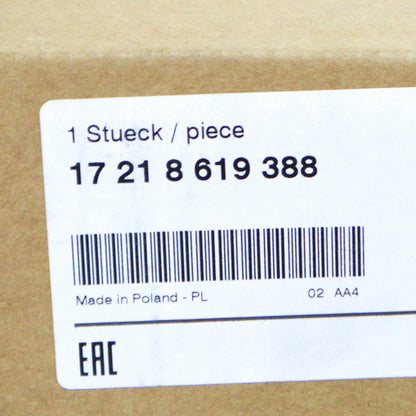 1 Stueck / piece
17 21 8 619 388
Made in Poland - PL 02 AA4
EAC